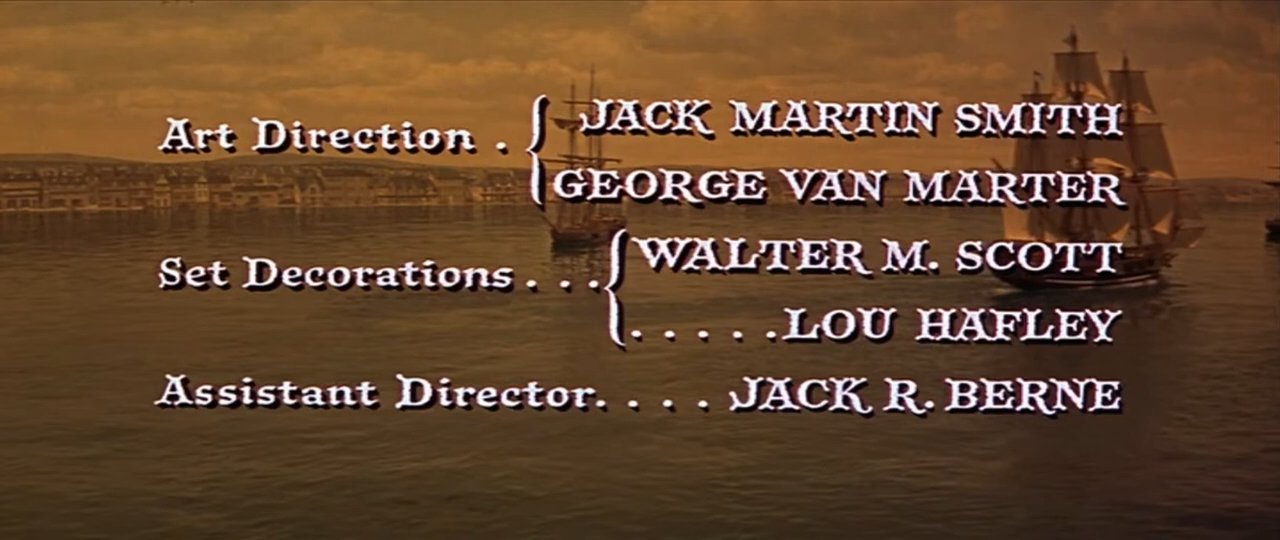 Art Direction . { JACK MARTIN SMITH
GEORGE VAN MARTER
Set Decorations . . . { WALTER M. SCOTT
. . . . . LOU HAFLEY
Assistant Director. . . . JACK R. BERNE